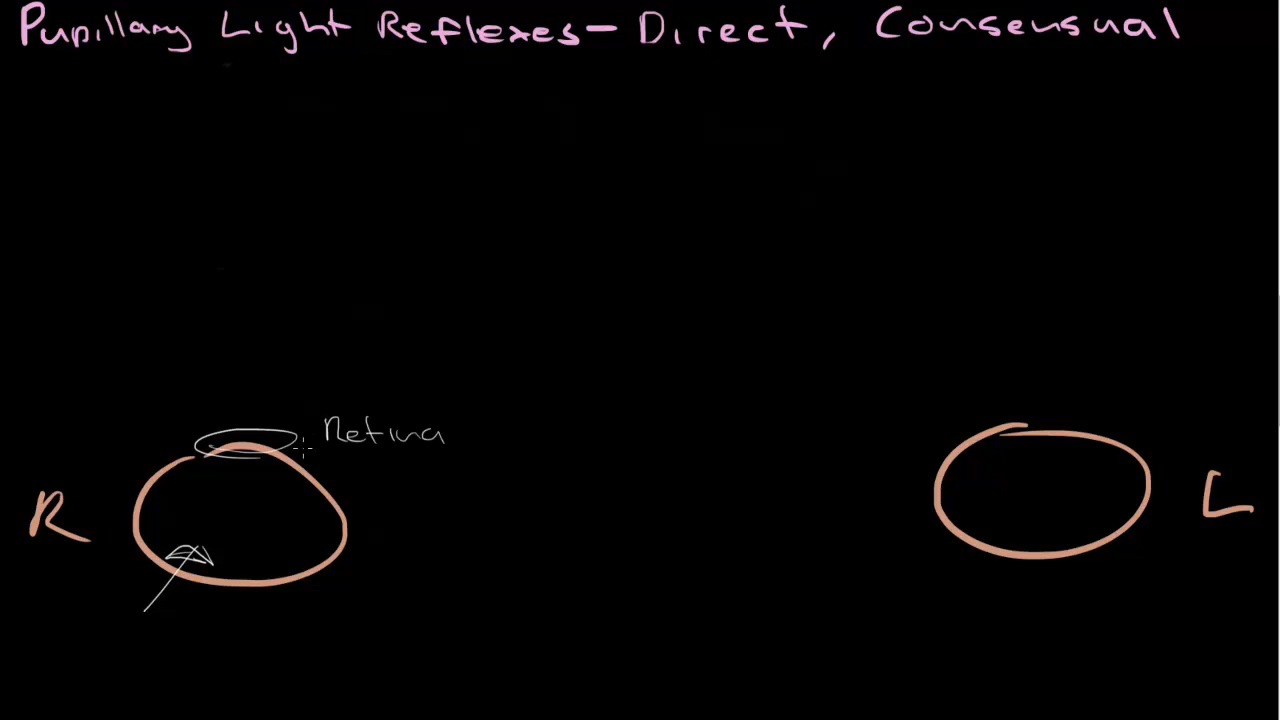 Pupillary Light Reflexes - Direct, Consensual
Retina
R
L